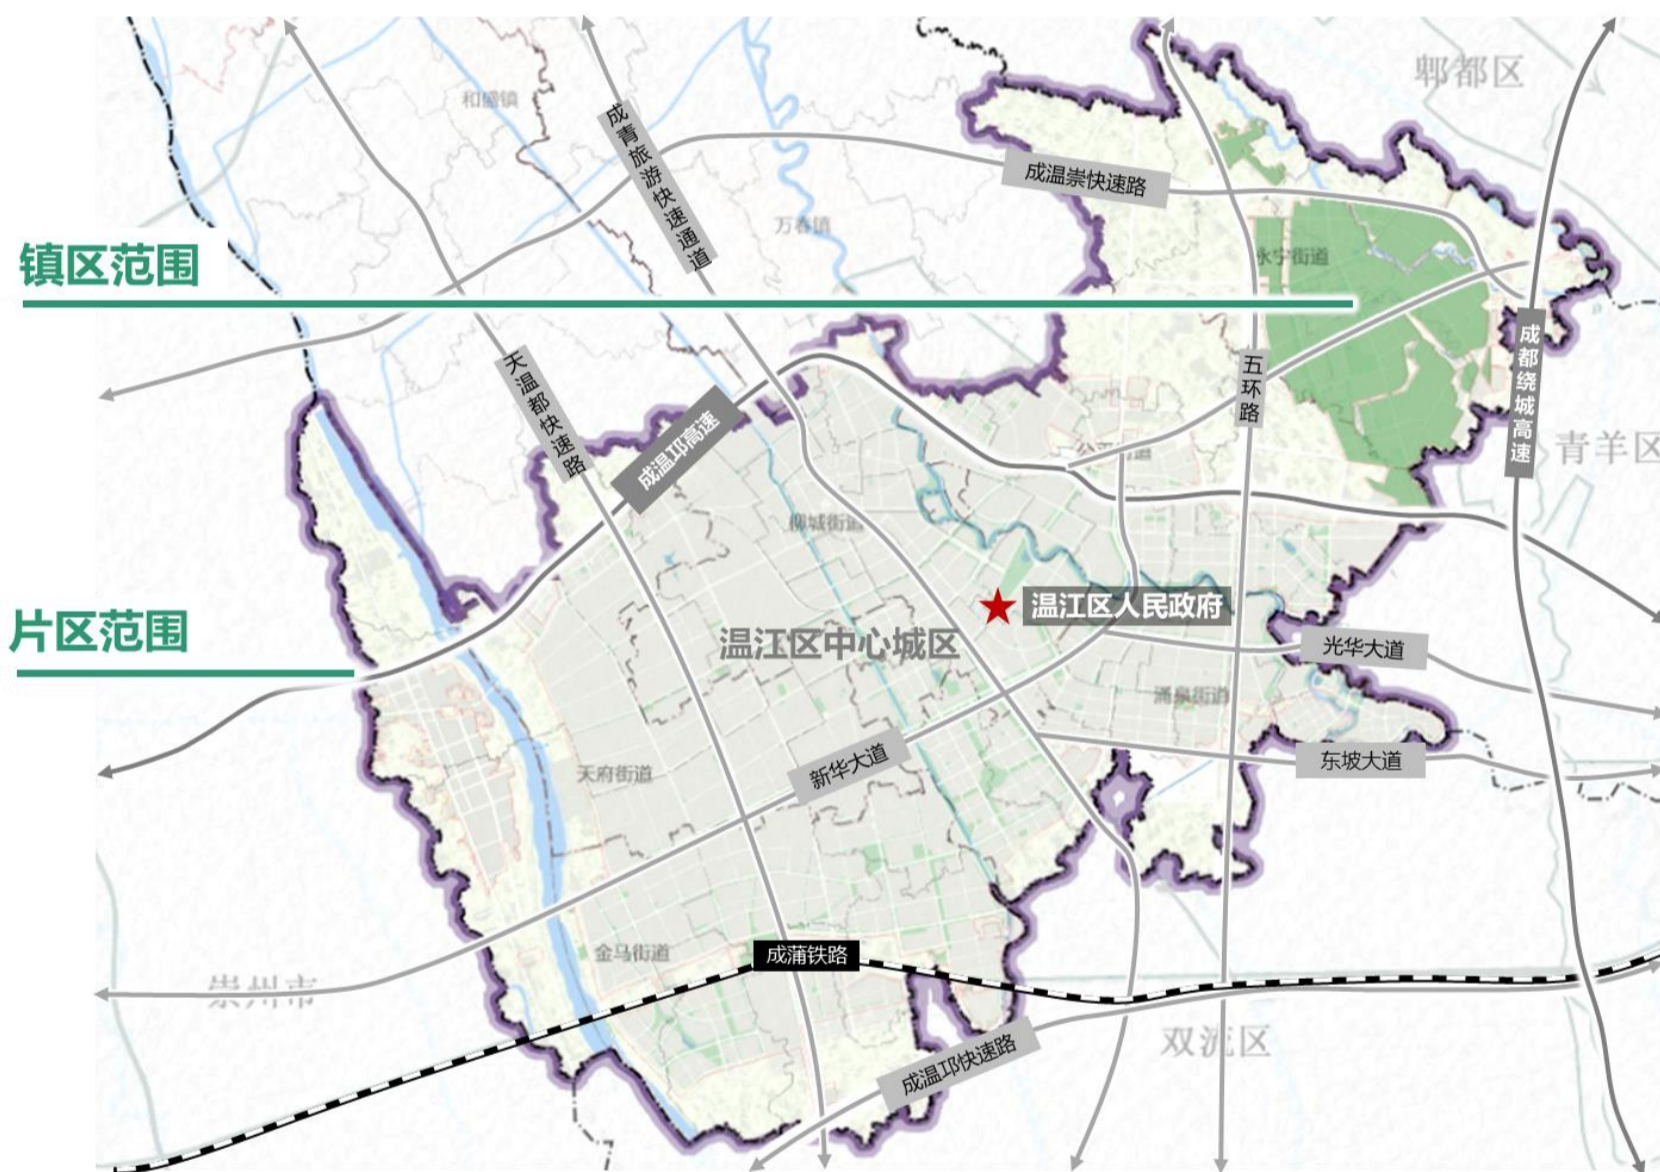 郫都区
和盛镇
成青旅游快速通道
成温崇快速路
万春镇
永宁街道
镇区范围
成都绕城高速
天温都快速路
五环路
成温邛高速
公平街道
青羊区
柳城街道
片区范围
温江区人民政府
温江区中心城区
光华大道
涌泉街道
东坡大道
新华大道
天府街道
金马街道
成蒲铁路
崇州市
双流区
成温邛快速路